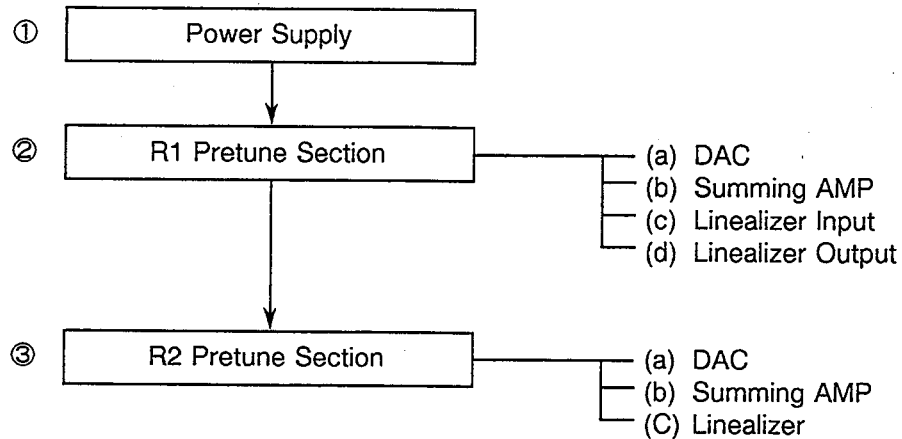 ① Power Supply
② R1 Pretune Section
(a) DAC
(b) Summing AMP
(c) Linealizer Input
(d) Linealizer Output
③ R2 Pretune Section
(a) DAC
(b) Summing AMP
(C) Linealizer